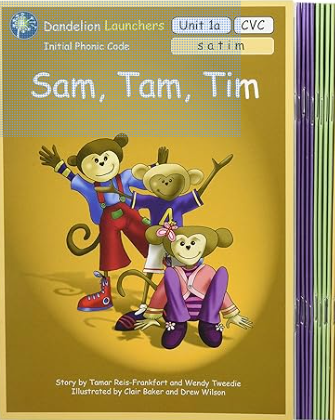 Dandelion Launchers Unit 1a CVC
Initial Phonic Code s a t i m
Sam, Tam, Tim
4
Story by Tamar Reis-Frankfort and Wendy Tweedie
Illustrated by Clair Baker and Drew Wilson